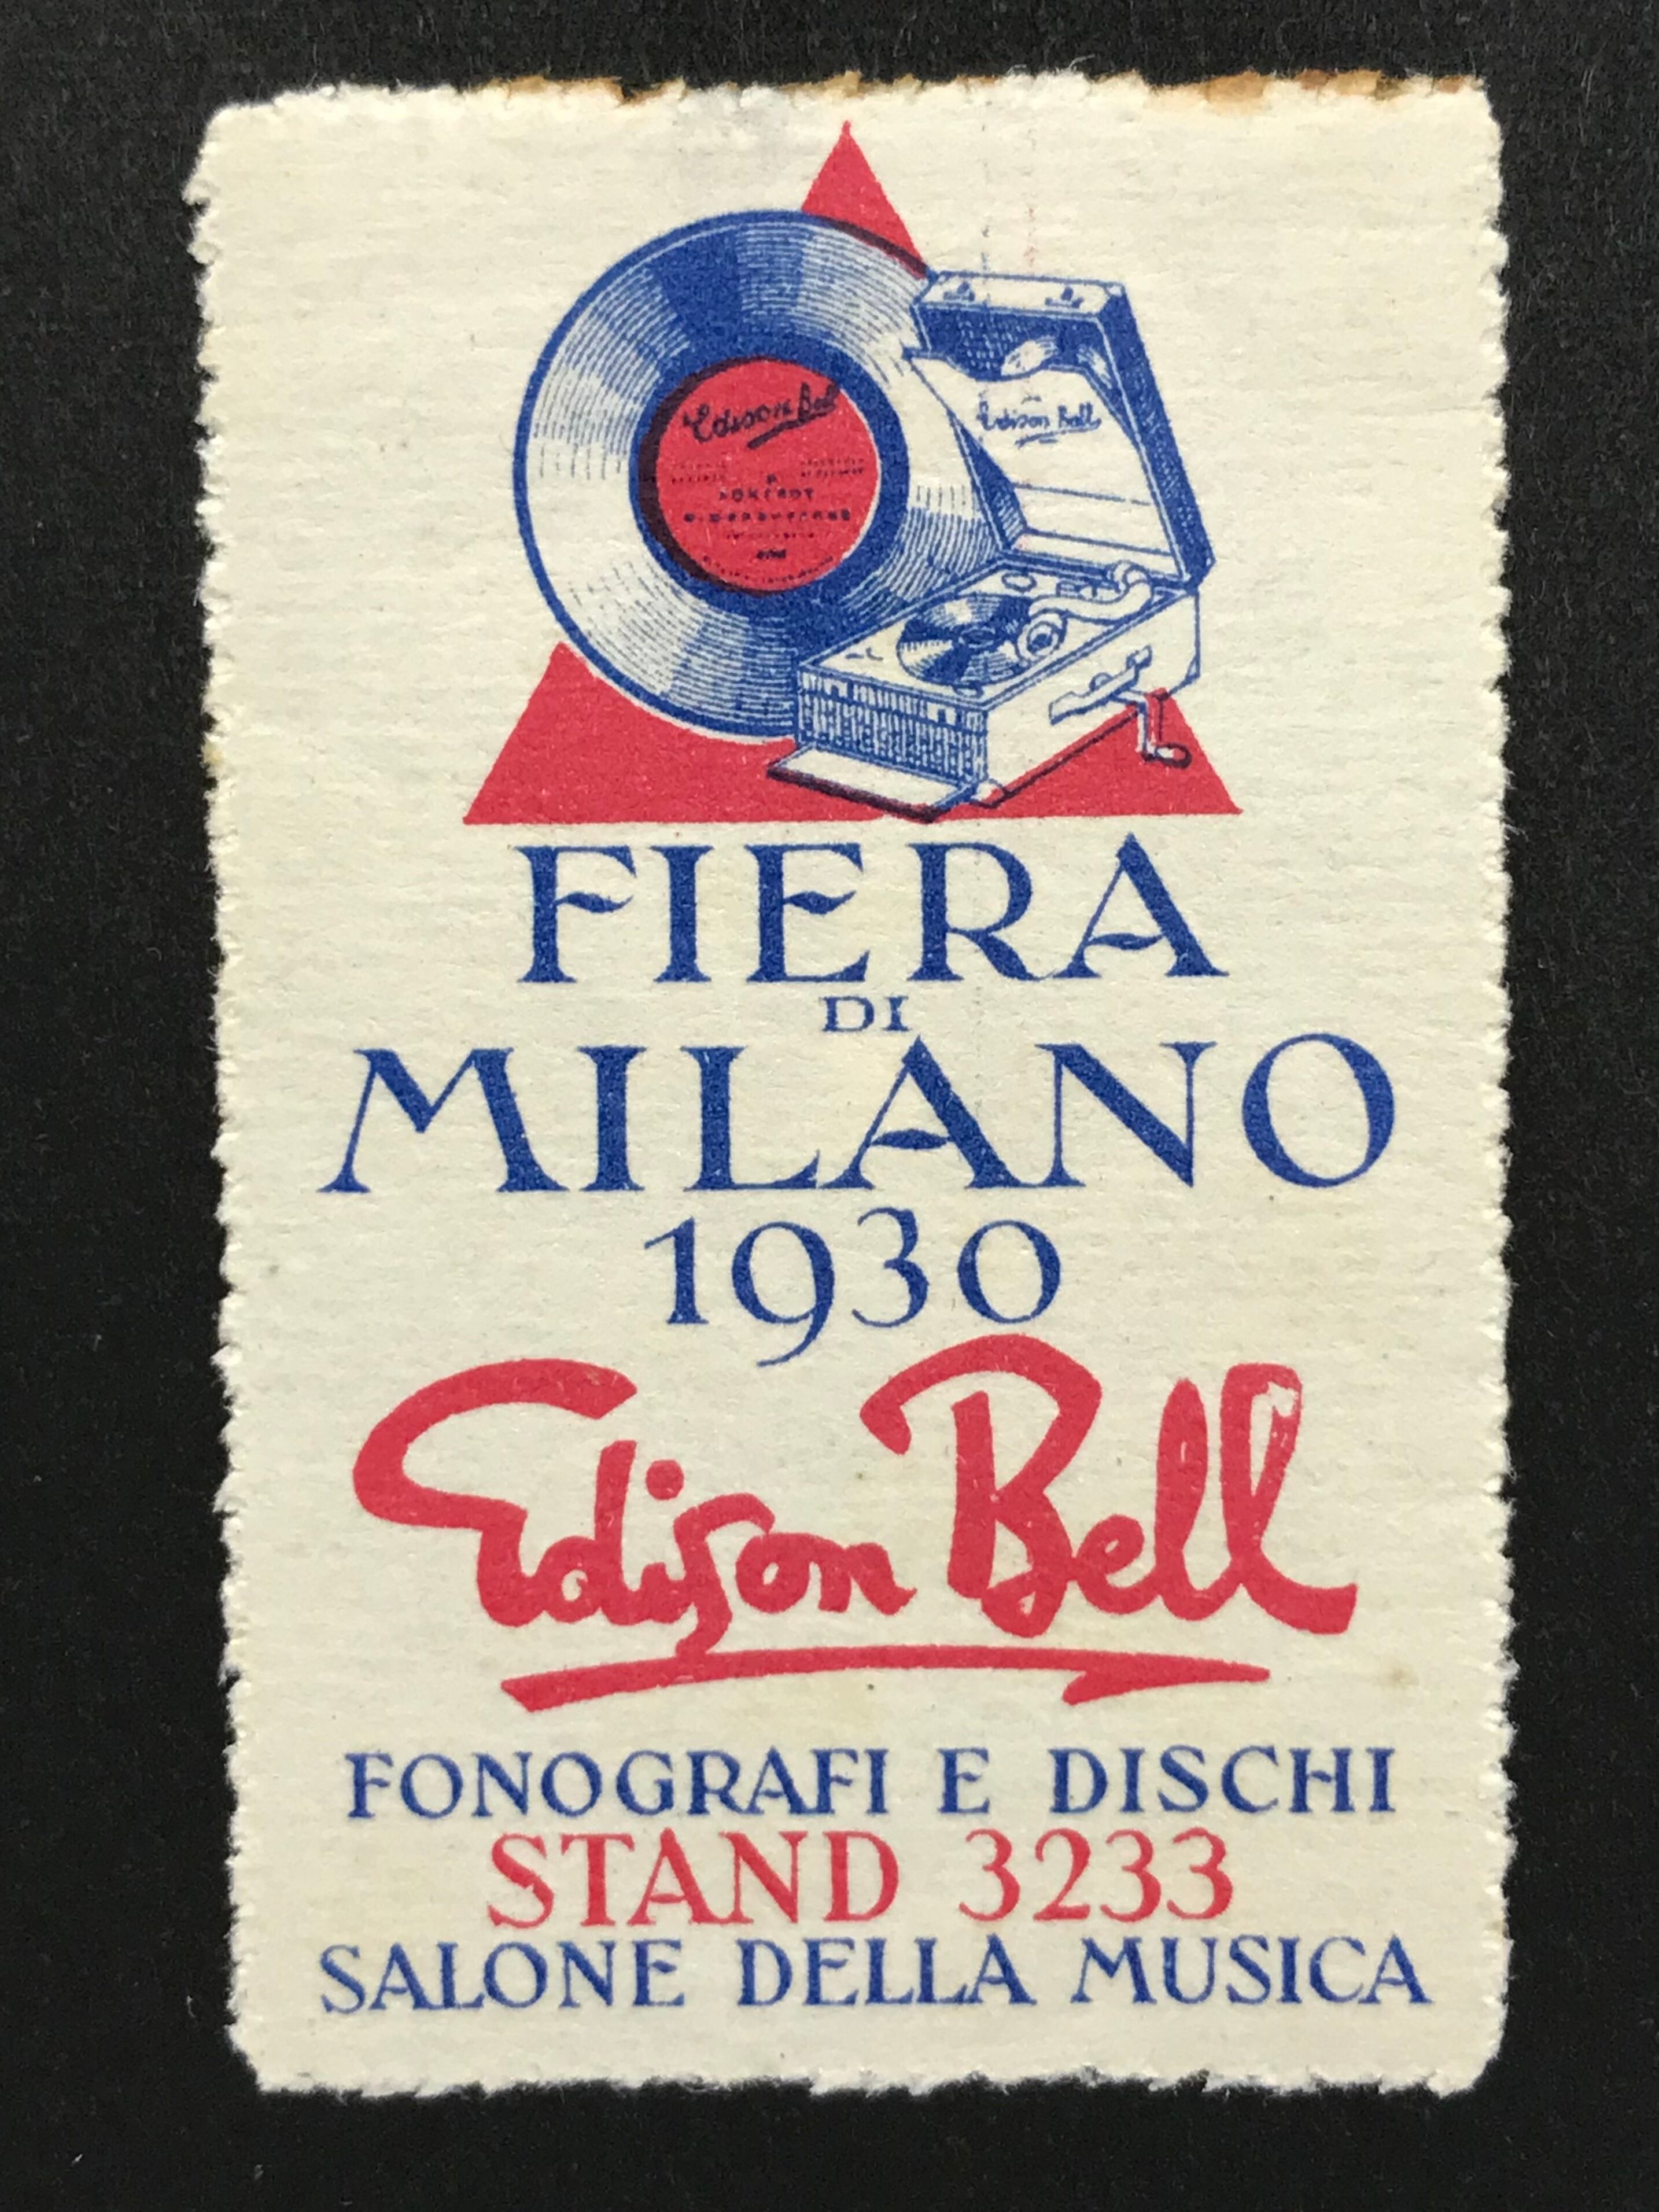 Edison Bell
Edison Bell
FIERA
DI
MILANO
1930
Edison Bell
FONOGRAFI E DISCHI
STAND 3233
SALONE DELLA MUSICA